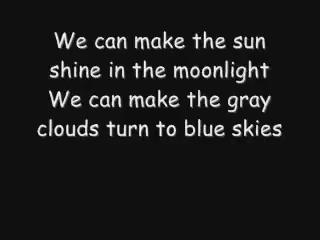 We can make the sun
shine in the moonlight
We can make the gray
clouds turn to blue skies